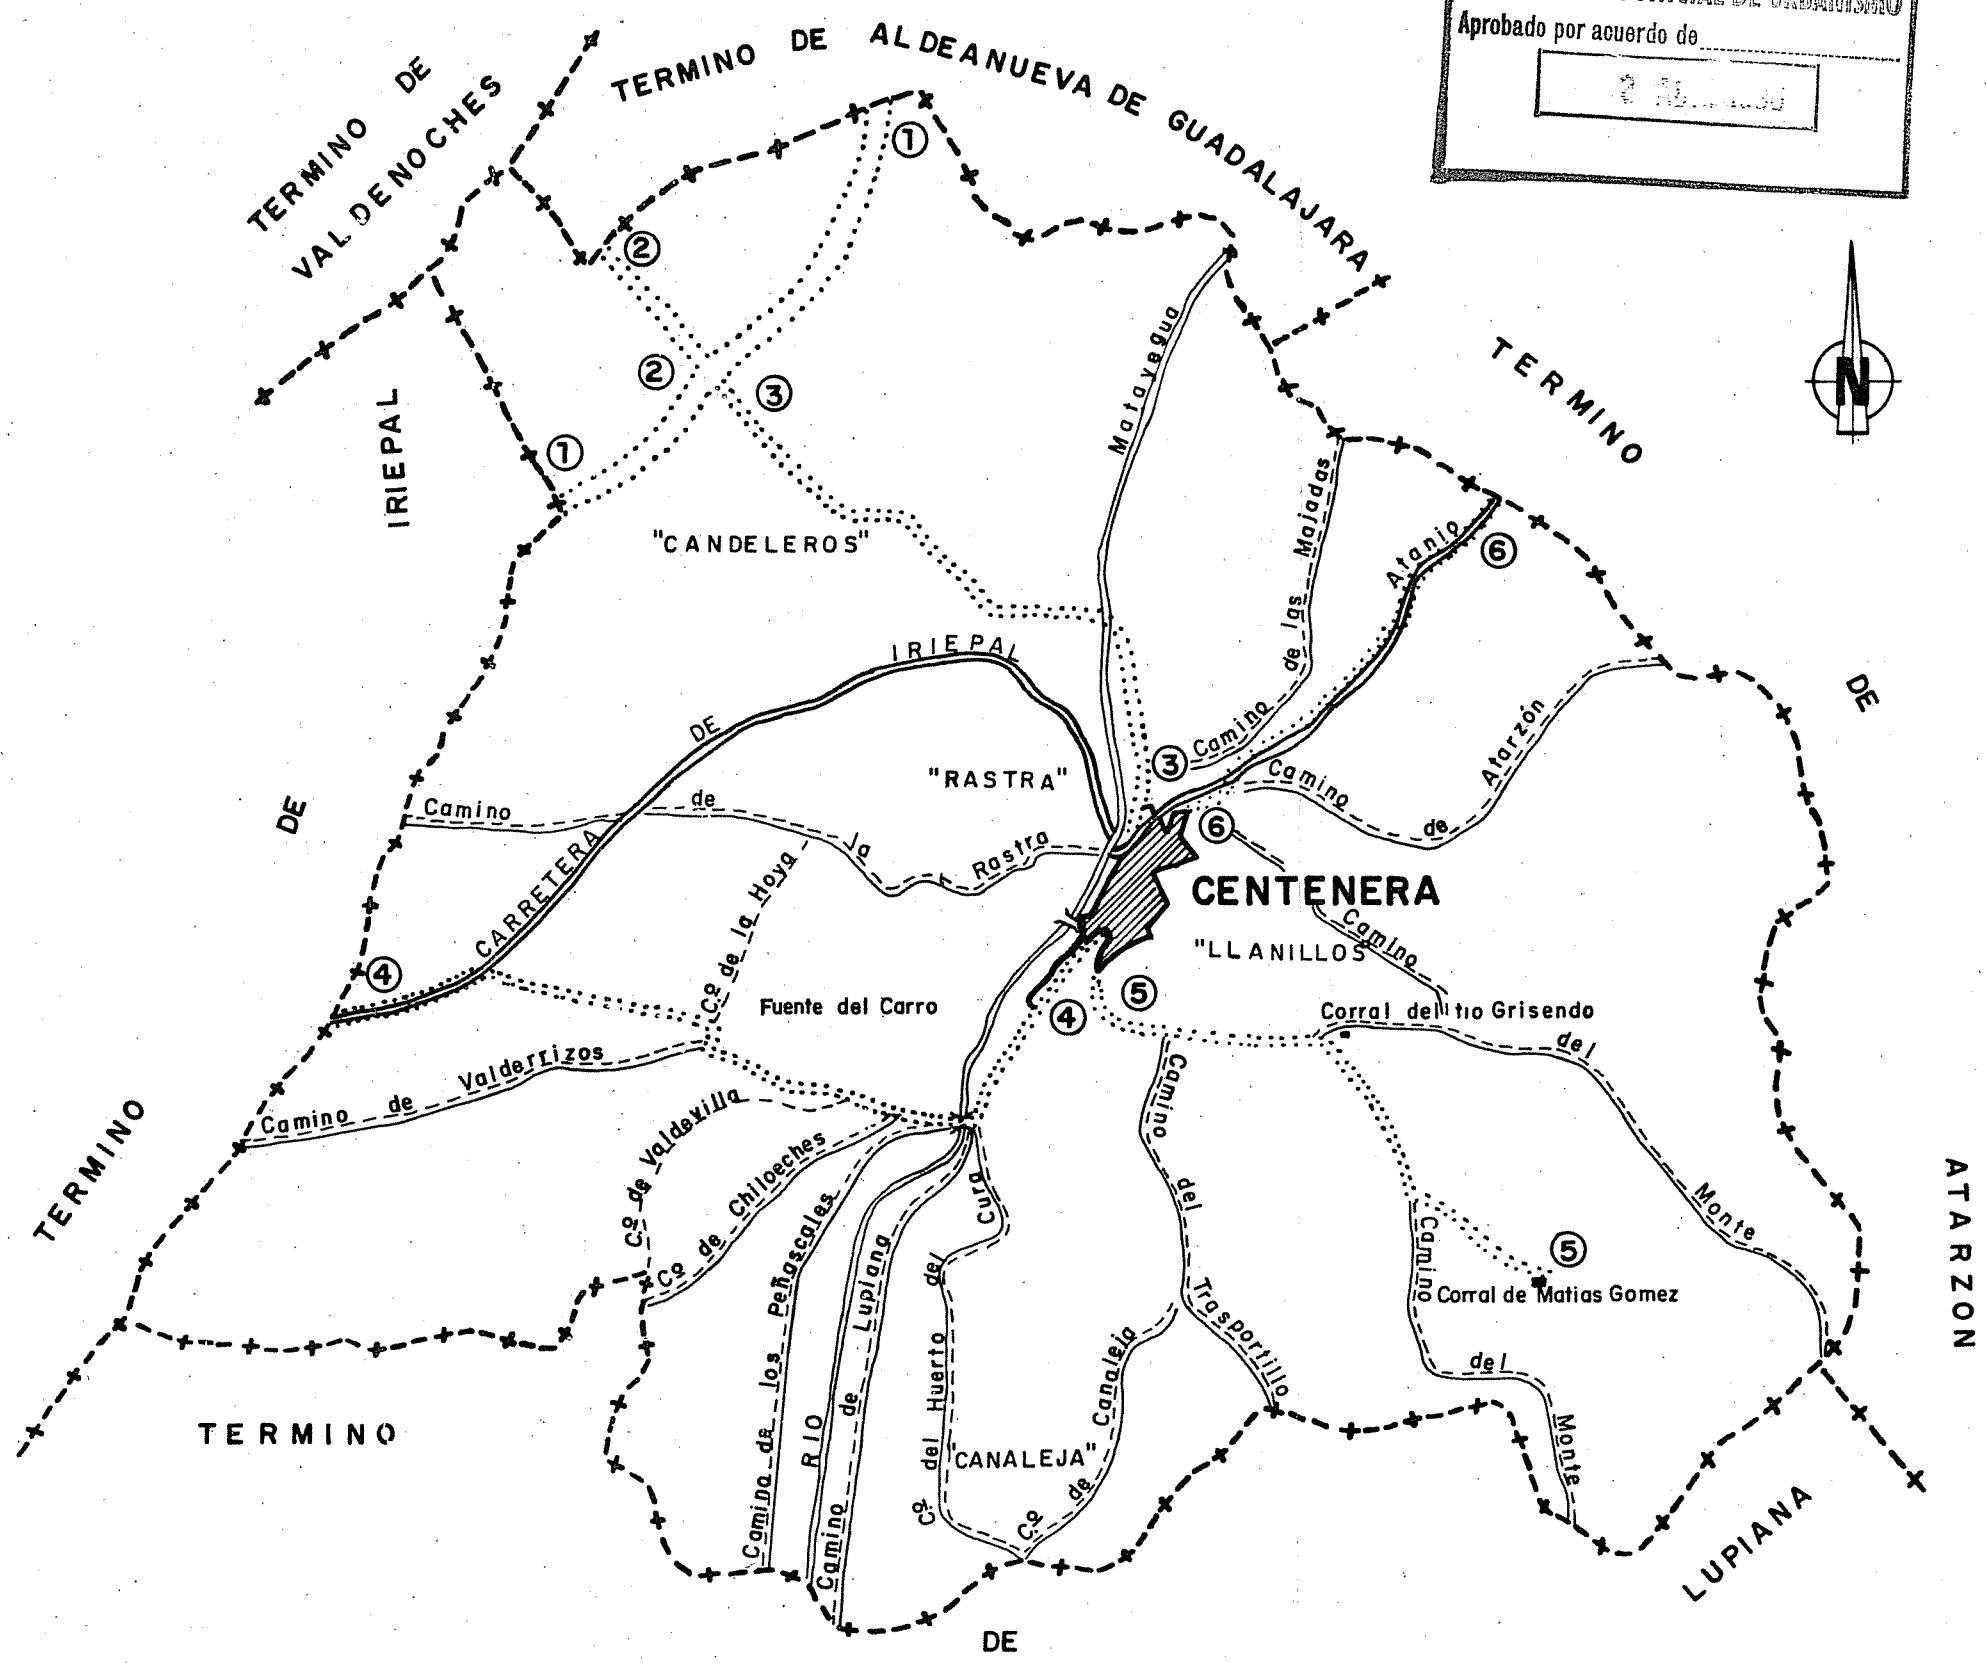 Aprobado por acuerdo de
TERMINO DE
VALDENOCHES
TERMINO DE ALDEANUEVA DE GUADALAJARA
N
TERMINO DE ATARZON
TERMINO DE IRIEPAL
TERMINO DE LUPIANA
1
2
2
3
1
"CANDELEROS"
Matayegua
Camino de las Majadas
Atanio
6
CARRETERA DE IRIEPAL
"RASTRA"
3
Camino de Atarzón
Camino de la Rastra
6
CENTENERA
"LLANILLOS"
Camino del Monte
Cº de la Hoya
4
Fuente del Carro
4
5
Corral del tio Grisendo
Camino de Valderrizos
Cº de Valdevilla
Cº de Chiloeches
Camino de los Peñascales
RIO
Camino de Lupiana
Cº del Huerto del Cura
"CANALEJA"
Cº de Canaleja
Camino del Trasportillo
5
Corral de Matias Gomez
Camino del Monte